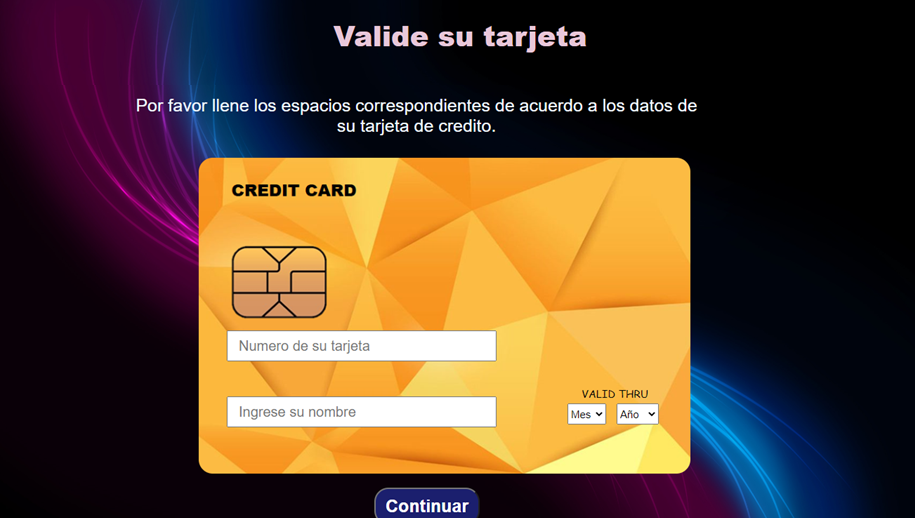 Valide su tarjeta
Por favor llene los espacios correspondientes de acuerdo a los datos de
su tarjeta de credito.
CREDIT CARD
Numero de su tarjeta
VALID THRU
Ingrese su nombre
Mes Año
Continuar